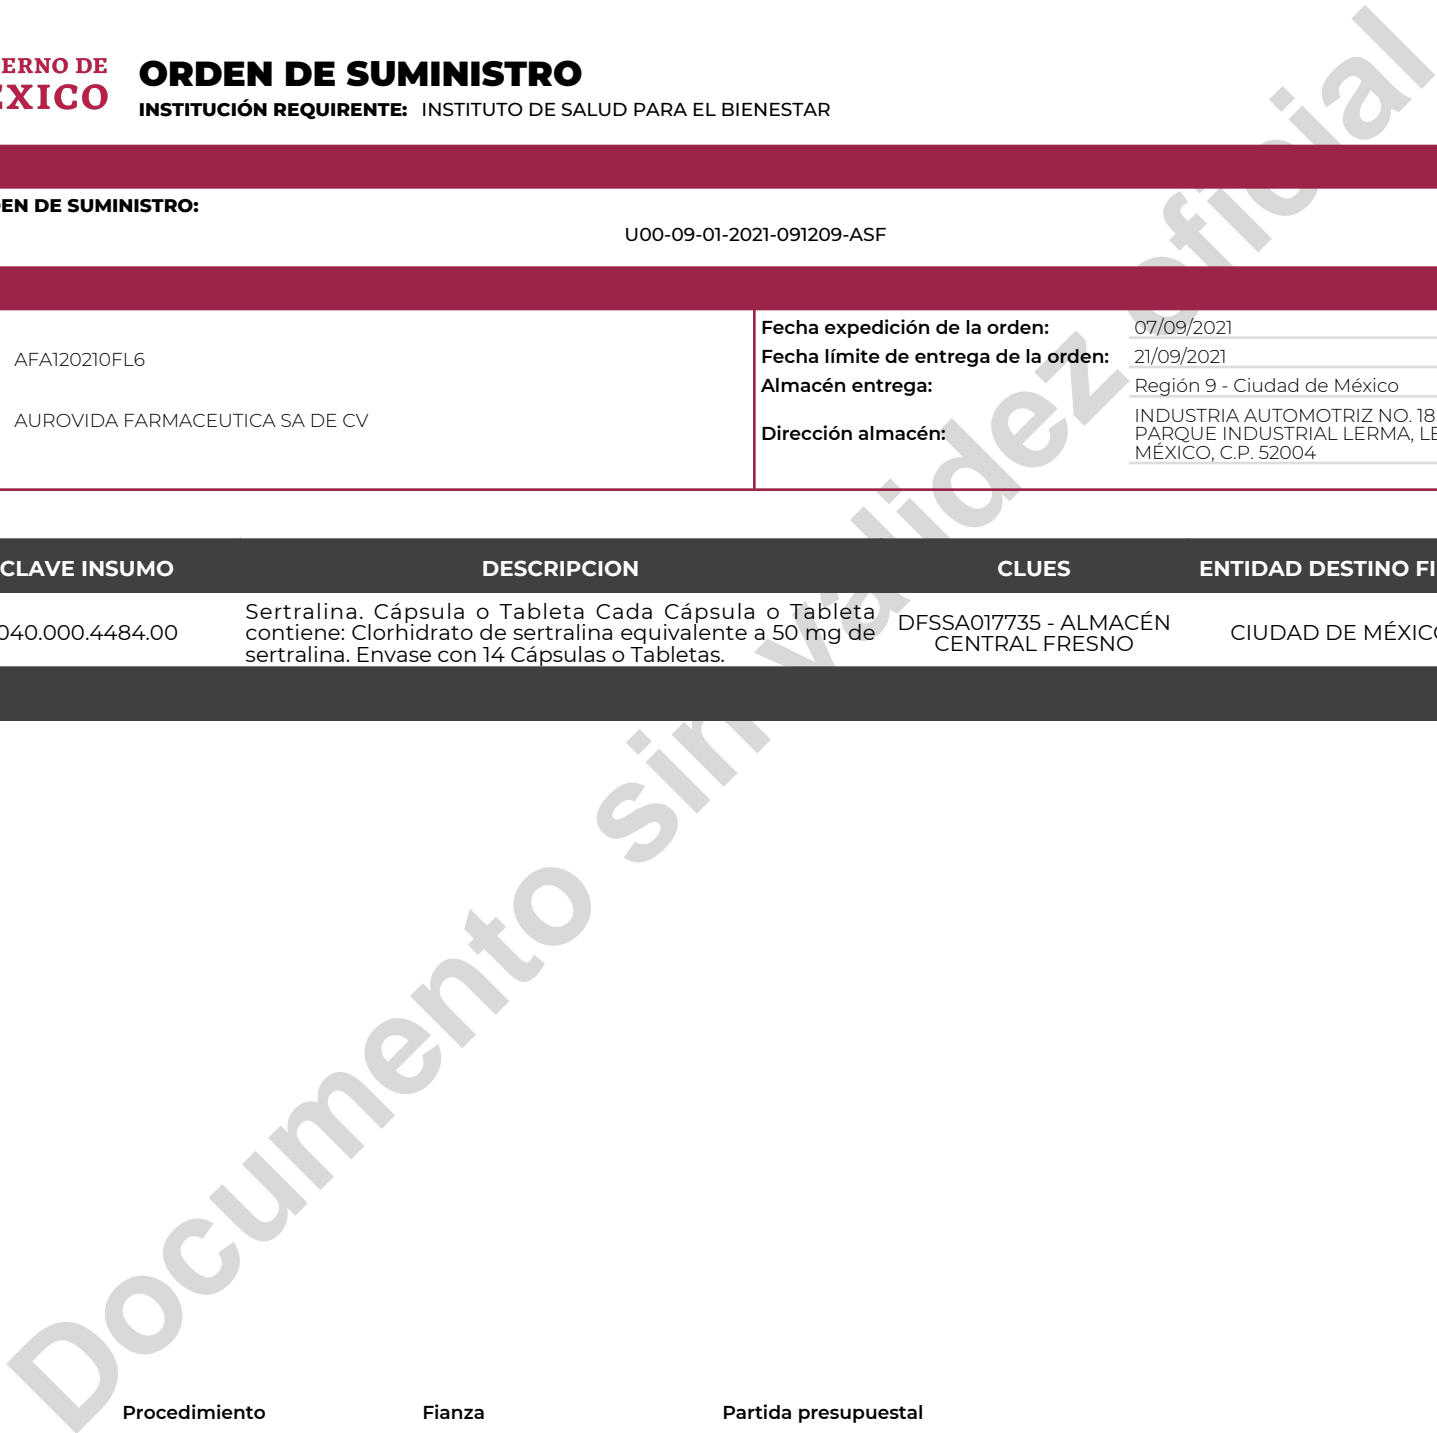 ERNO DE
ÉXICO
ORDEN DE SUMINISTRO
INSTITUCIÓN REQUIRENTE: INSTITUTO DE SALUD PARA EL BIENESTAR
EN DE SUMINISTRO:
U00-09-01-2021-091209-ASF
AFA120210FL6
AUROVIDA FARMACEUTICA SA DE CV
Fecha expedición de la orden: 07/09/2021
Fecha límite de entrega de la orden: 21/09/2021
Almacén entrega: Región 9 - Ciudad de México
Dirección almacén: INDUSTRIA AUTOMOTRIZ NO. 18
PARQUE INDUSTRIAL LERMA, LE
MÉXICO, C.P. 52004
CLAVE INSUMO DESCRIPCION CLUES ENTIDAD DESTINO FI
040.000.4484.00
Sertralina. Cápsula o Tableta Cada Cápsula o Tableta
contiene: Clorhidrato de sertralina equivalente a 50 mg de
sertralina. Envase con 14 Cápsulas o Tabletas.
DFSSA017735 - ALMACÉN
CENTRAL FRESNO
CIUDAD DE MÉXICO
Documento sin validez oficial
Procedimiento Fianza Partida presupuestal